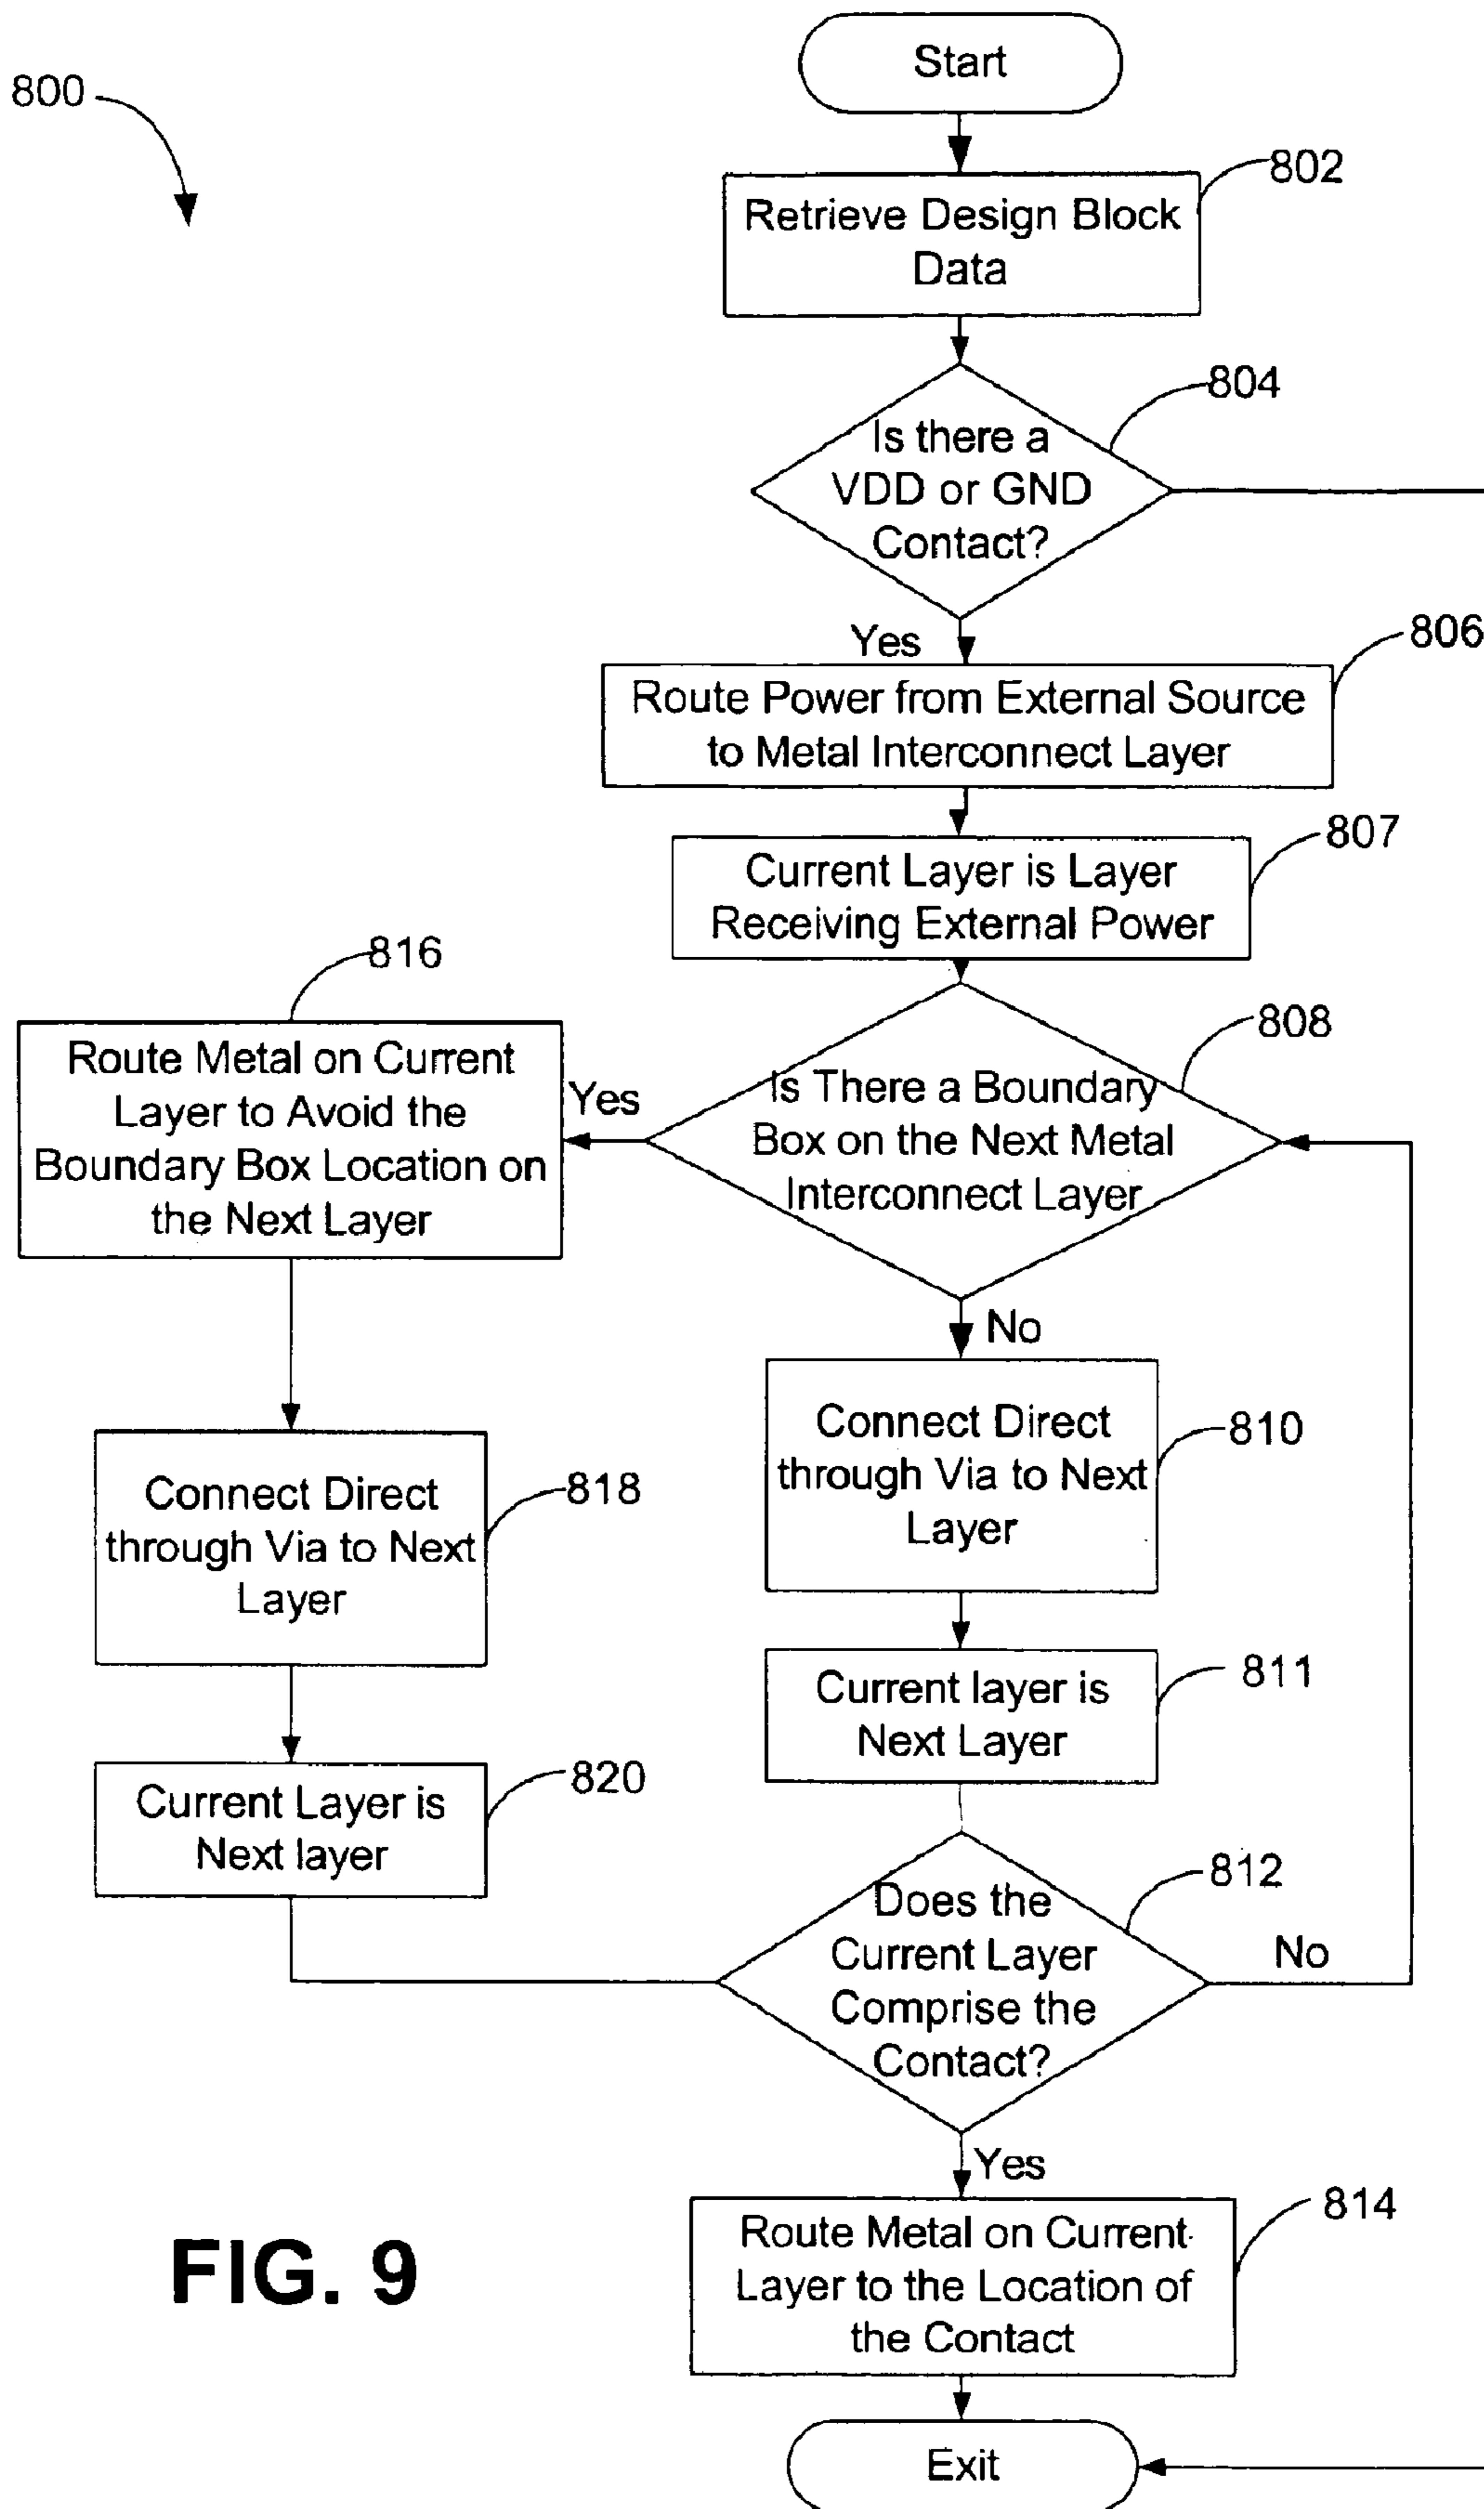 Start
800
802
Retrieve Design Block
Data
804
Is there a
VDD or GND
Contact?
Yes
806
Route Power from External Source
to Metal Interconnect Layer
807
Current Layer is Layer
Receiving External Power
816
808
Route Metal on Current
Layer to Avoid the
Boundary Box Location on
the Next Layer
Yes
Is There a Boundary
Box on the Next Metal
Interconnect Layer
No
Connect Direct
through Via to Next
Layer
810
Connect Direct
through Via to Next
Layer
818
Current layer is
Next Layer
811
Current Layer is
Next layer
820
812
Does the
Current Layer
Comprise the
Contact?
No
Yes
814
Route Metal on Current
Layer to the Location of
the Contact
FIG. 9
Exit